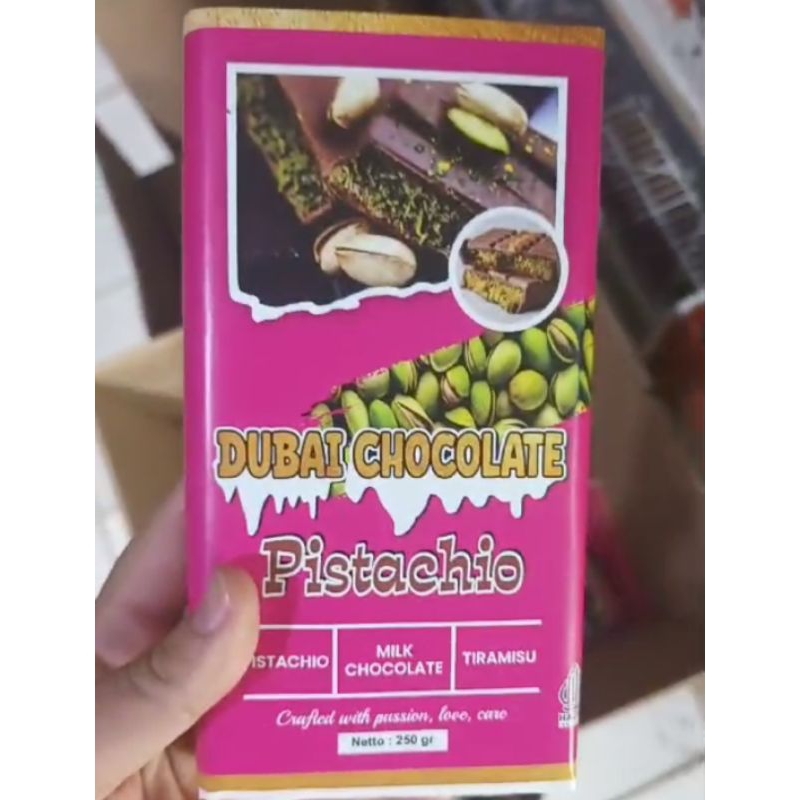 DUBAI CHOCOLATE
Pistachio
ISTACHIO
MILK CHOCOLATE
TIRAMISU
Crafted with passion, love, care
Netto : 250 gr